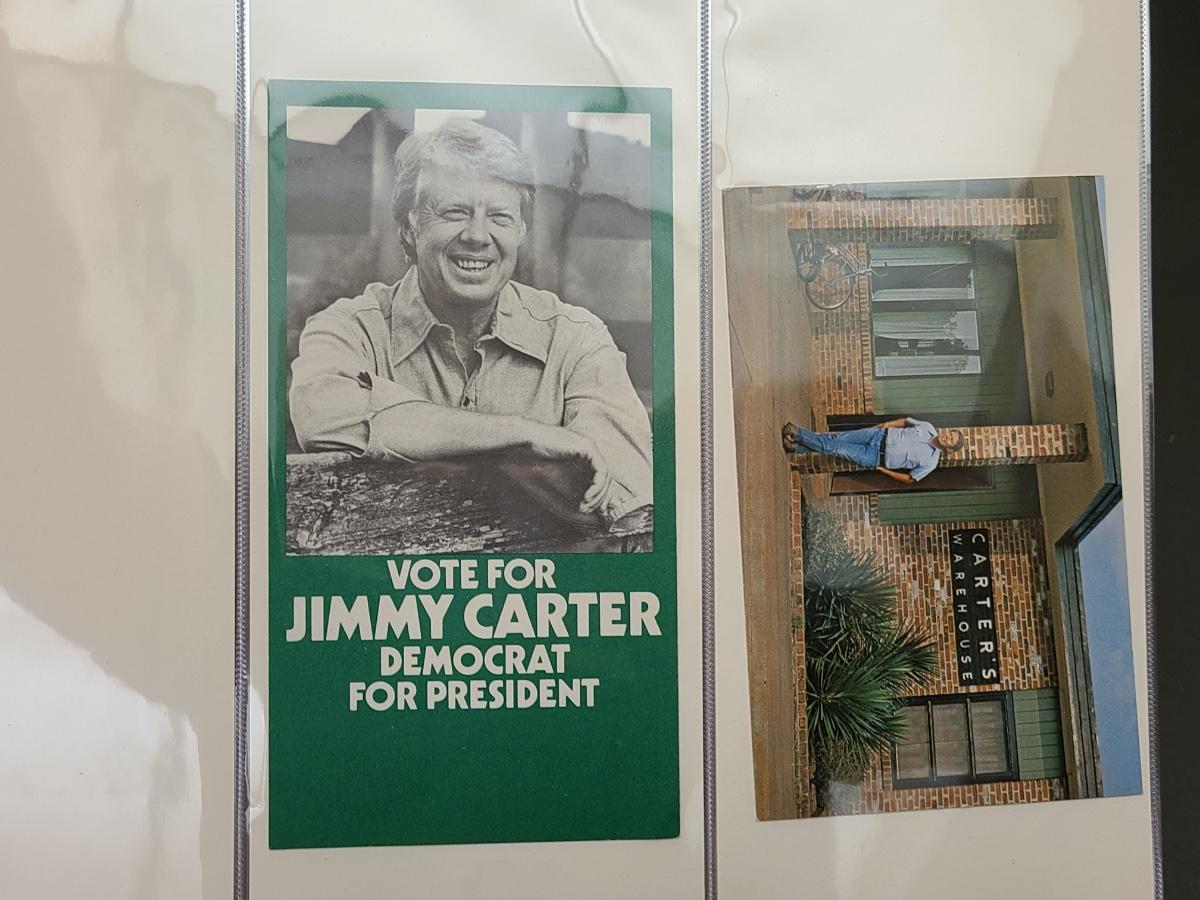 VOTE FOR
JIMMY CARTER
DEMOCRAT
FOR PRESIDENT
CARTER'S
WAREHOUSE